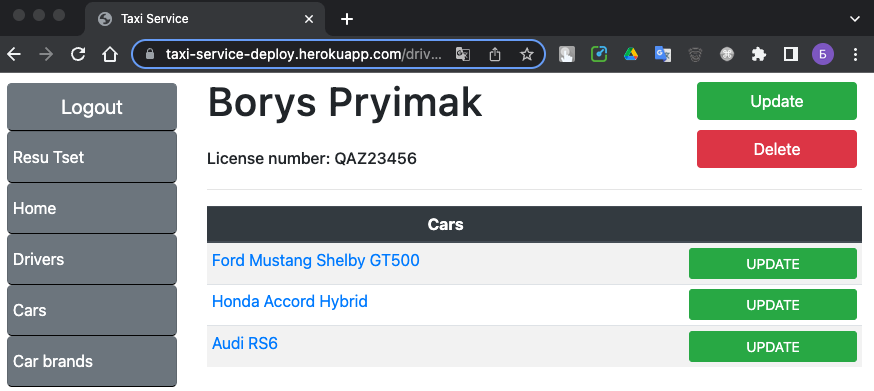 Taxi Service
taxi-service-deploy.herokuapp.com/driv...
Б
Logout
Resu Tset
Home
Drivers
Cars
Car brands
Borys Pryimak
Update
Delete
License number: QAZ23456
Cars
Ford Mustang Shelby GT500
UPDATE
Honda Accord Hybrid
UPDATE
Audi RS6
UPDATE